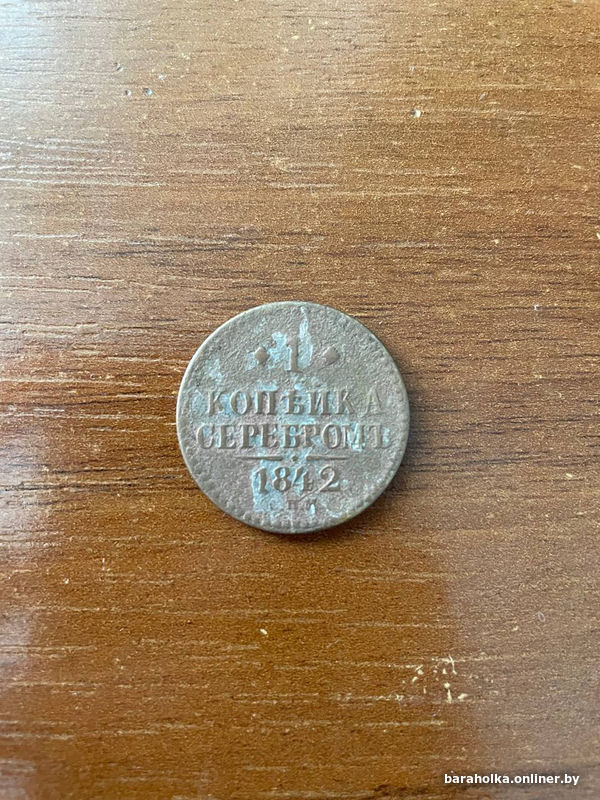 1
КОПѢЙКА
СЕРЕБРОМЪ
1842
baraholka.onliner.by